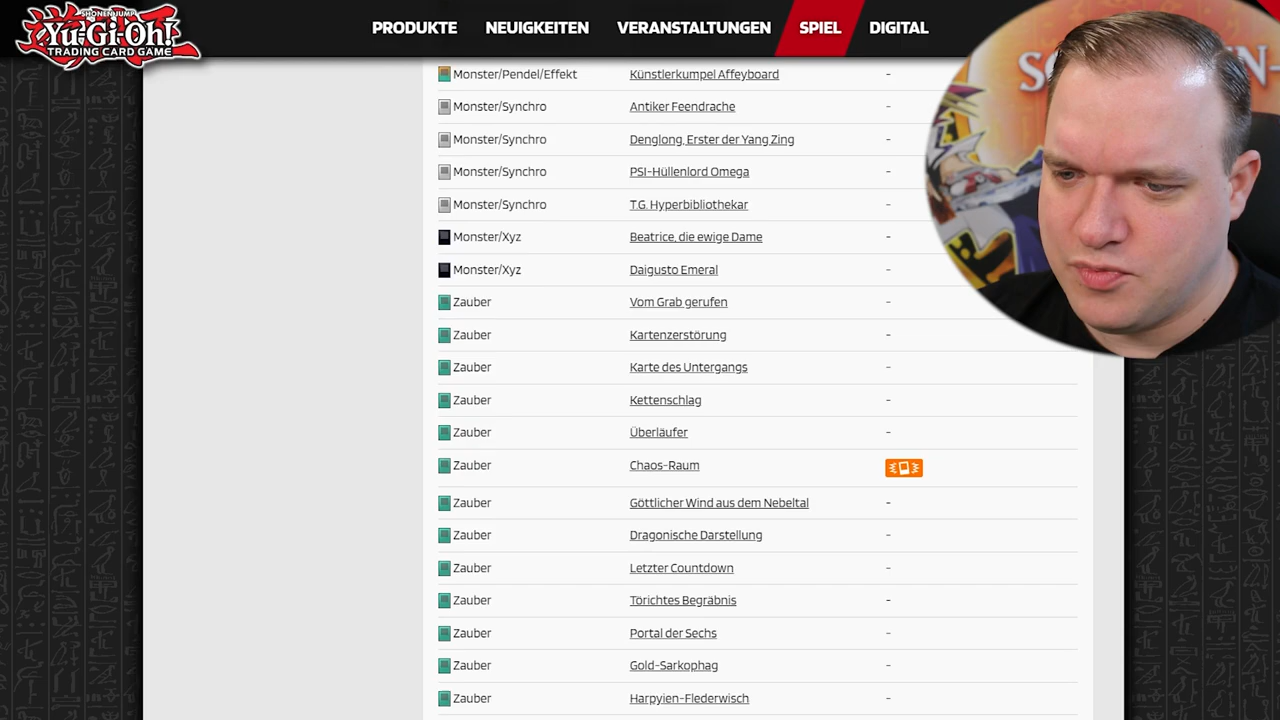 SHONEN JUMP
Yu-Gi-Oh!
TRADING CARD GAME
PRODUKTE NEUIGKEITEN VERANSTALTUNGEN SPIEL DIGITAL
Monster/Pendel/Effekt Künstlerkumpel Affeyboard -
Monster/Synchro Antiker Feendrache -
Monster/Synchro Denglong, Erster der Yang Zing -
Monster/Synchro PSI-Hüllenlord Omega -
Monster/Synchro T.G. Hyperbibliothekar -
Monster/Xyz Beatrice, die ewige Dame -
Monster/Xyz Daigusto Emeral -
Zauber Vom Grab gerufen -
Zauber Kartenzerstörung -
Zauber Karte des Untergangs -
Zauber Kettenschlag -
Zauber Überläufer -
Zauber Chaos-Raum
Zauber Göttlicher Wind aus dem Nebeltal -
Zauber Dragonische Darstellung -
Zauber Letzter Countdown -
Zauber Törichtes Begräbnis -
Zauber Portal der Sechs -
Zauber Gold-Sarkophag -
Zauber Harpyien-Flederwisch -